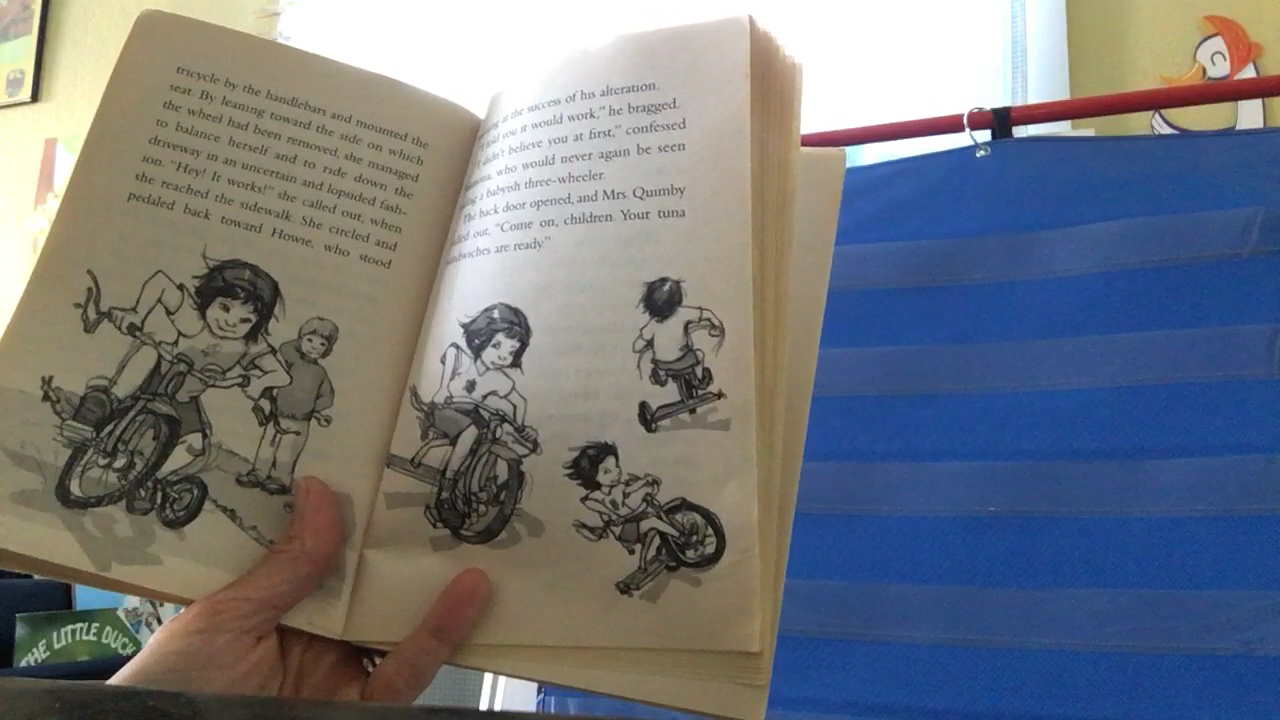 tricycle by the handlebars and mounted the
seat. By leaning toward the side on which
the wheel had been removed, she managed
to balance herself and to ride down the
driveway in an uncertain and lopsided fash-
ion. "Hey! It works!" she called out, when
she reached the sidewalk. She circled and
pedaled back toward Howie, who stood
at the success of his alteration.
told you it would work," he bragged.
didn't believe you at first," confessed
who would never again be seen
a babyish three-wheeler.
The back door opened, and Mrs. Quimby
out, "Come on, children. Your tuna
are ready."
THE LITTLE DUCK